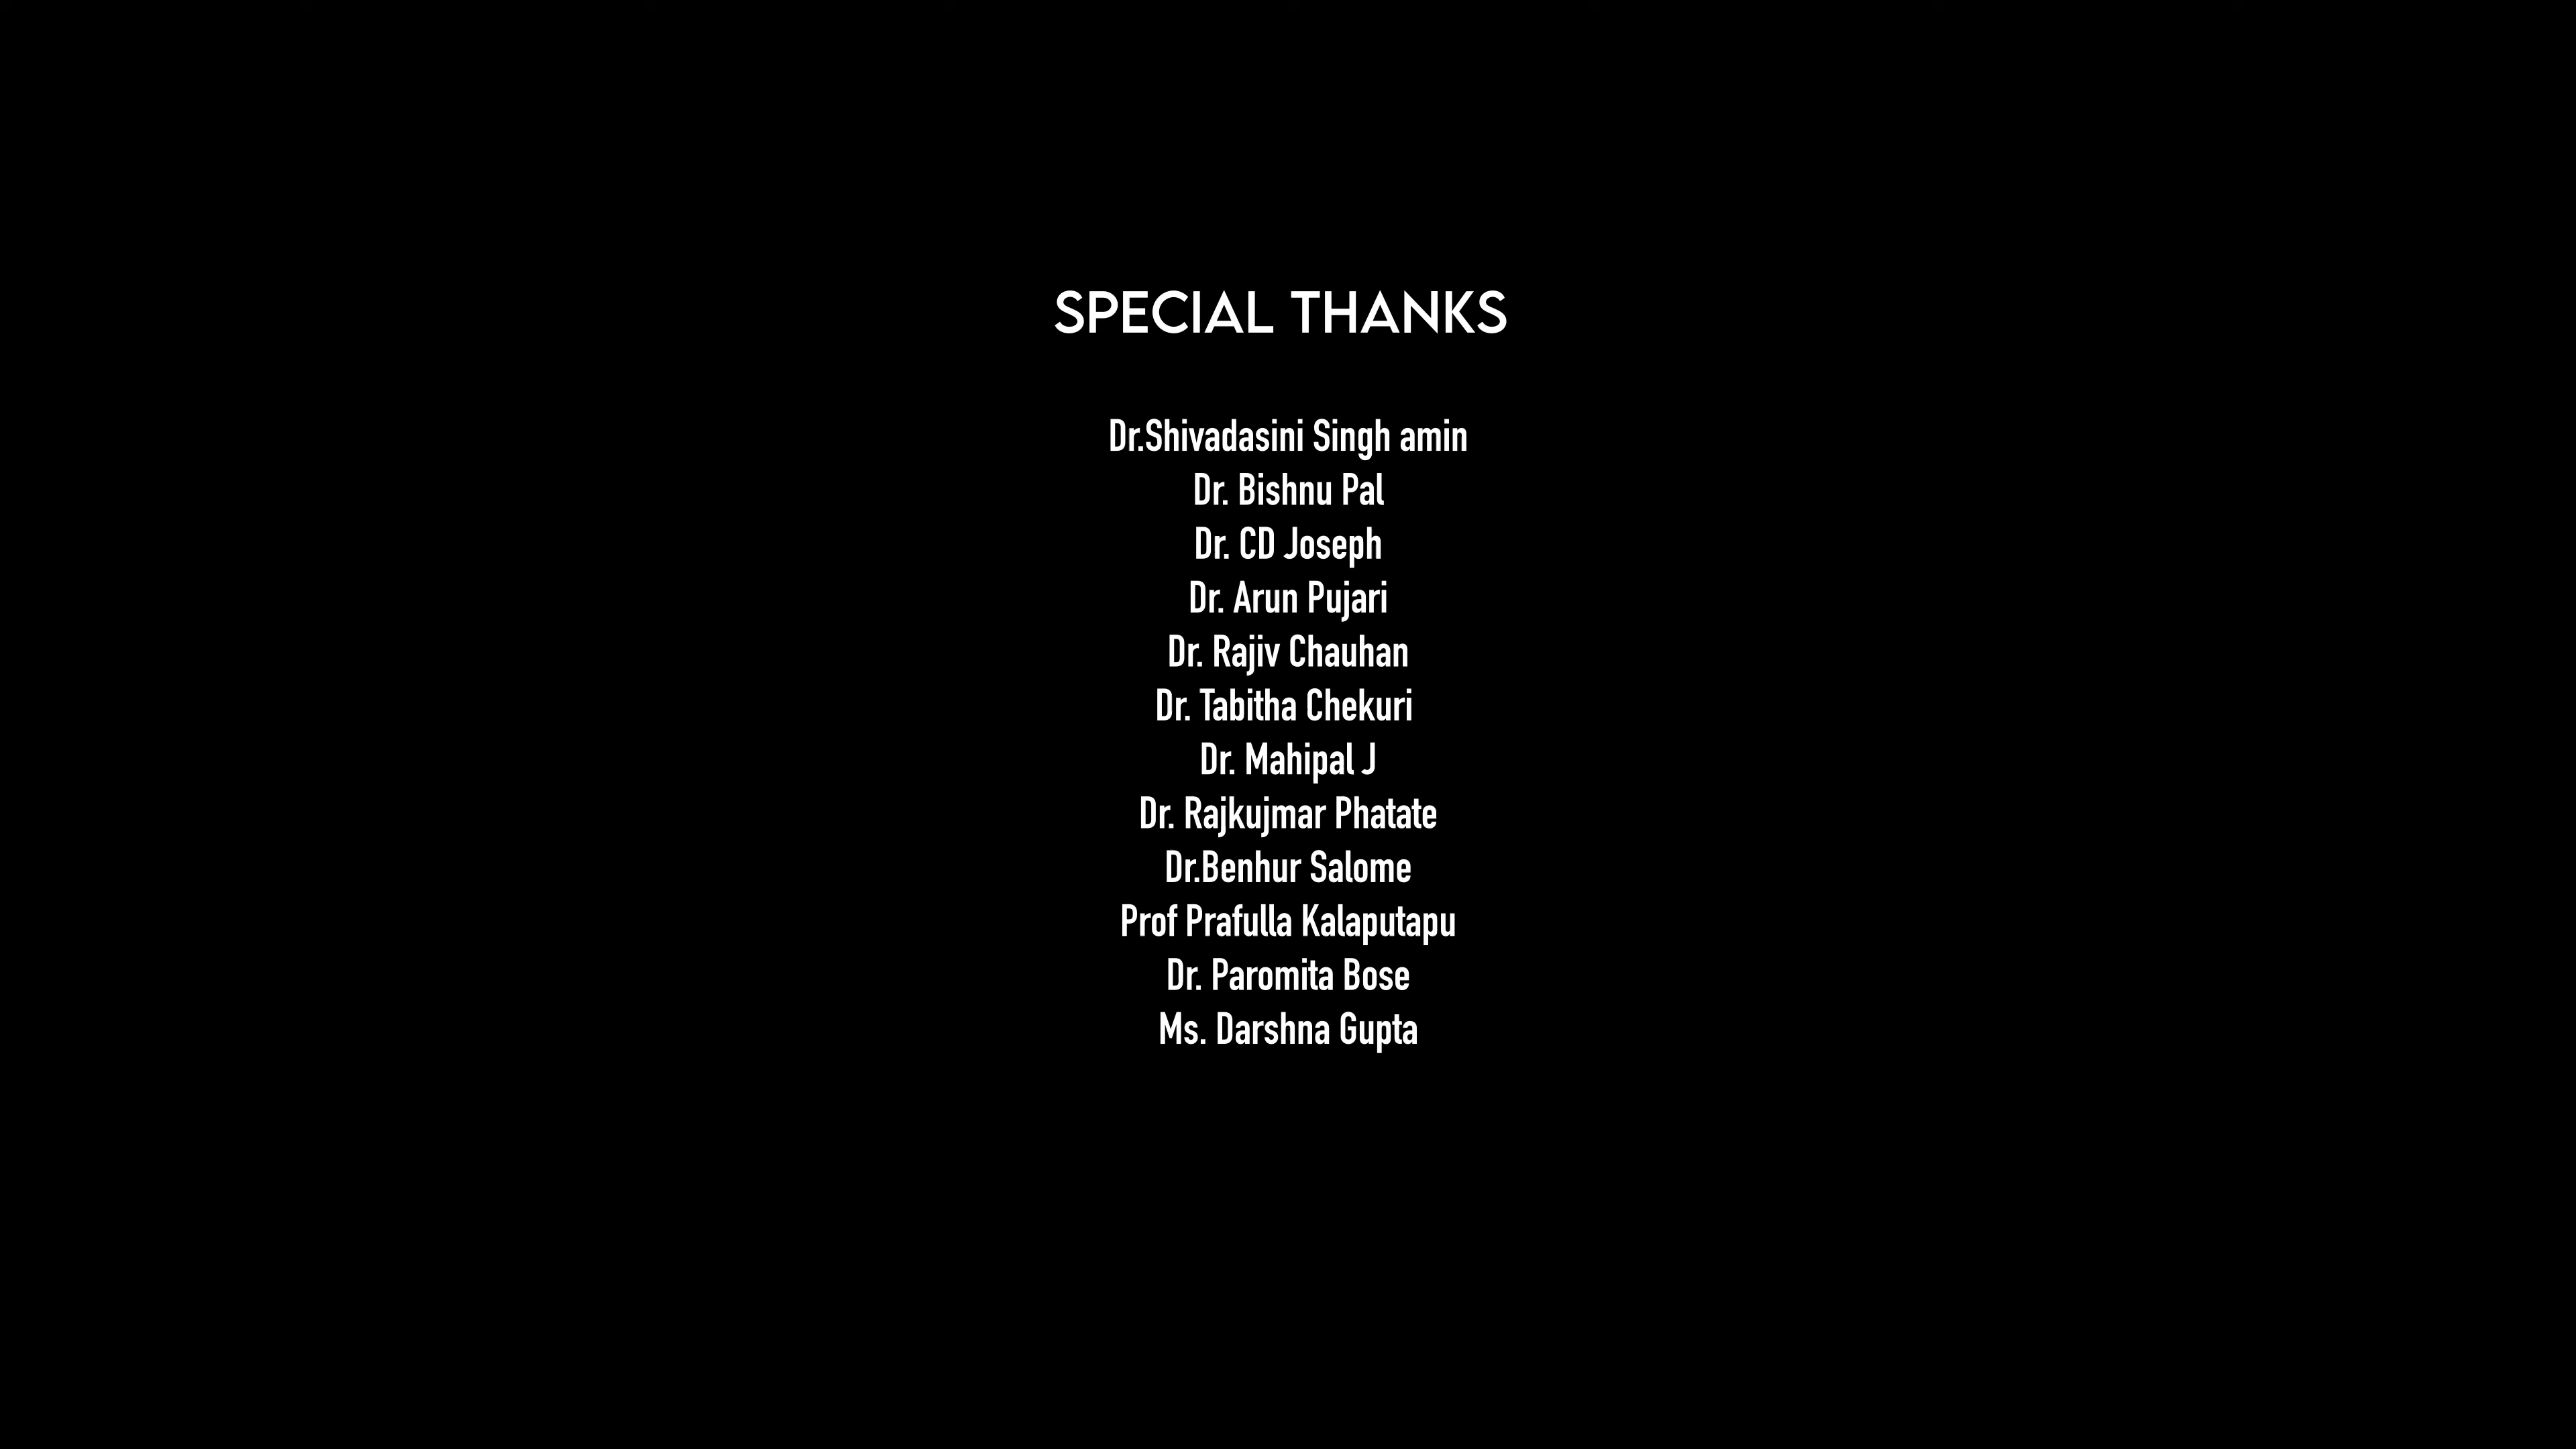 SPECIAL THANKS
Dr.Shivadasini Singh amin
Dr. Bishnu Pal
Dr. CD Joseph
Dr. Arun Pujari
Dr. Rajiv Chauhan
Dr. Tabitha Chekuri
Dr. Mahipal J
Dr. Rajkujmar Phatate
Dr.Benhur Salome
Prof Prafulla Kalaputapu
Dr. Paromita Bose
Ms. Darshna Gupta